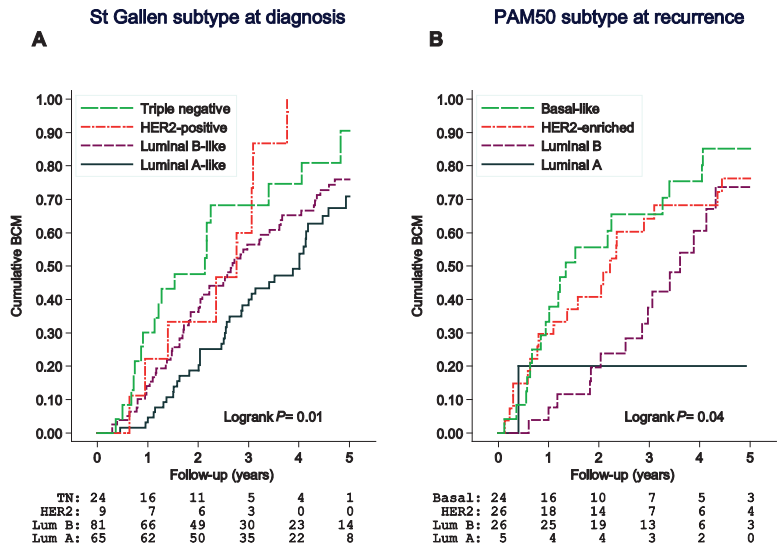 St Gallen subtype at diagnosis
A
1.00
0.90
0.80
0.70
0.60
0.50
0.40
0.30
0.20
0.10
0.00
Cumulative BCM
Triple negative
HER2-positive
Luminal B-like
Luminal A-like
Logrank P= 0.01
0 1 2 3 4 5
Follow-up (years)
TN: 24 16 11 5 4 1
HER2: 9 7 6 3 0 0
Lum B: 81 66 49 30 23 14
Lum A: 65 62 50 35 22 8
PAM50 subtype at recurrence
B
1.00
0.90
0.80
0.70
0.60
0.50
0.40
0.30
0.20
0.10
0.00
Cumulative BCM
Basal-like
HER2-enriched
Luminal B
Luminal A
Logrank P= 0.04
0 1 2 3 4 5
Follow-up (years)
Basal: 24 16 10 7 5 3
HER2: 26 18 14 7 6 4
Lum B: 26 25 19 13 6 3
Lum A: 5 4 4 3 2 0